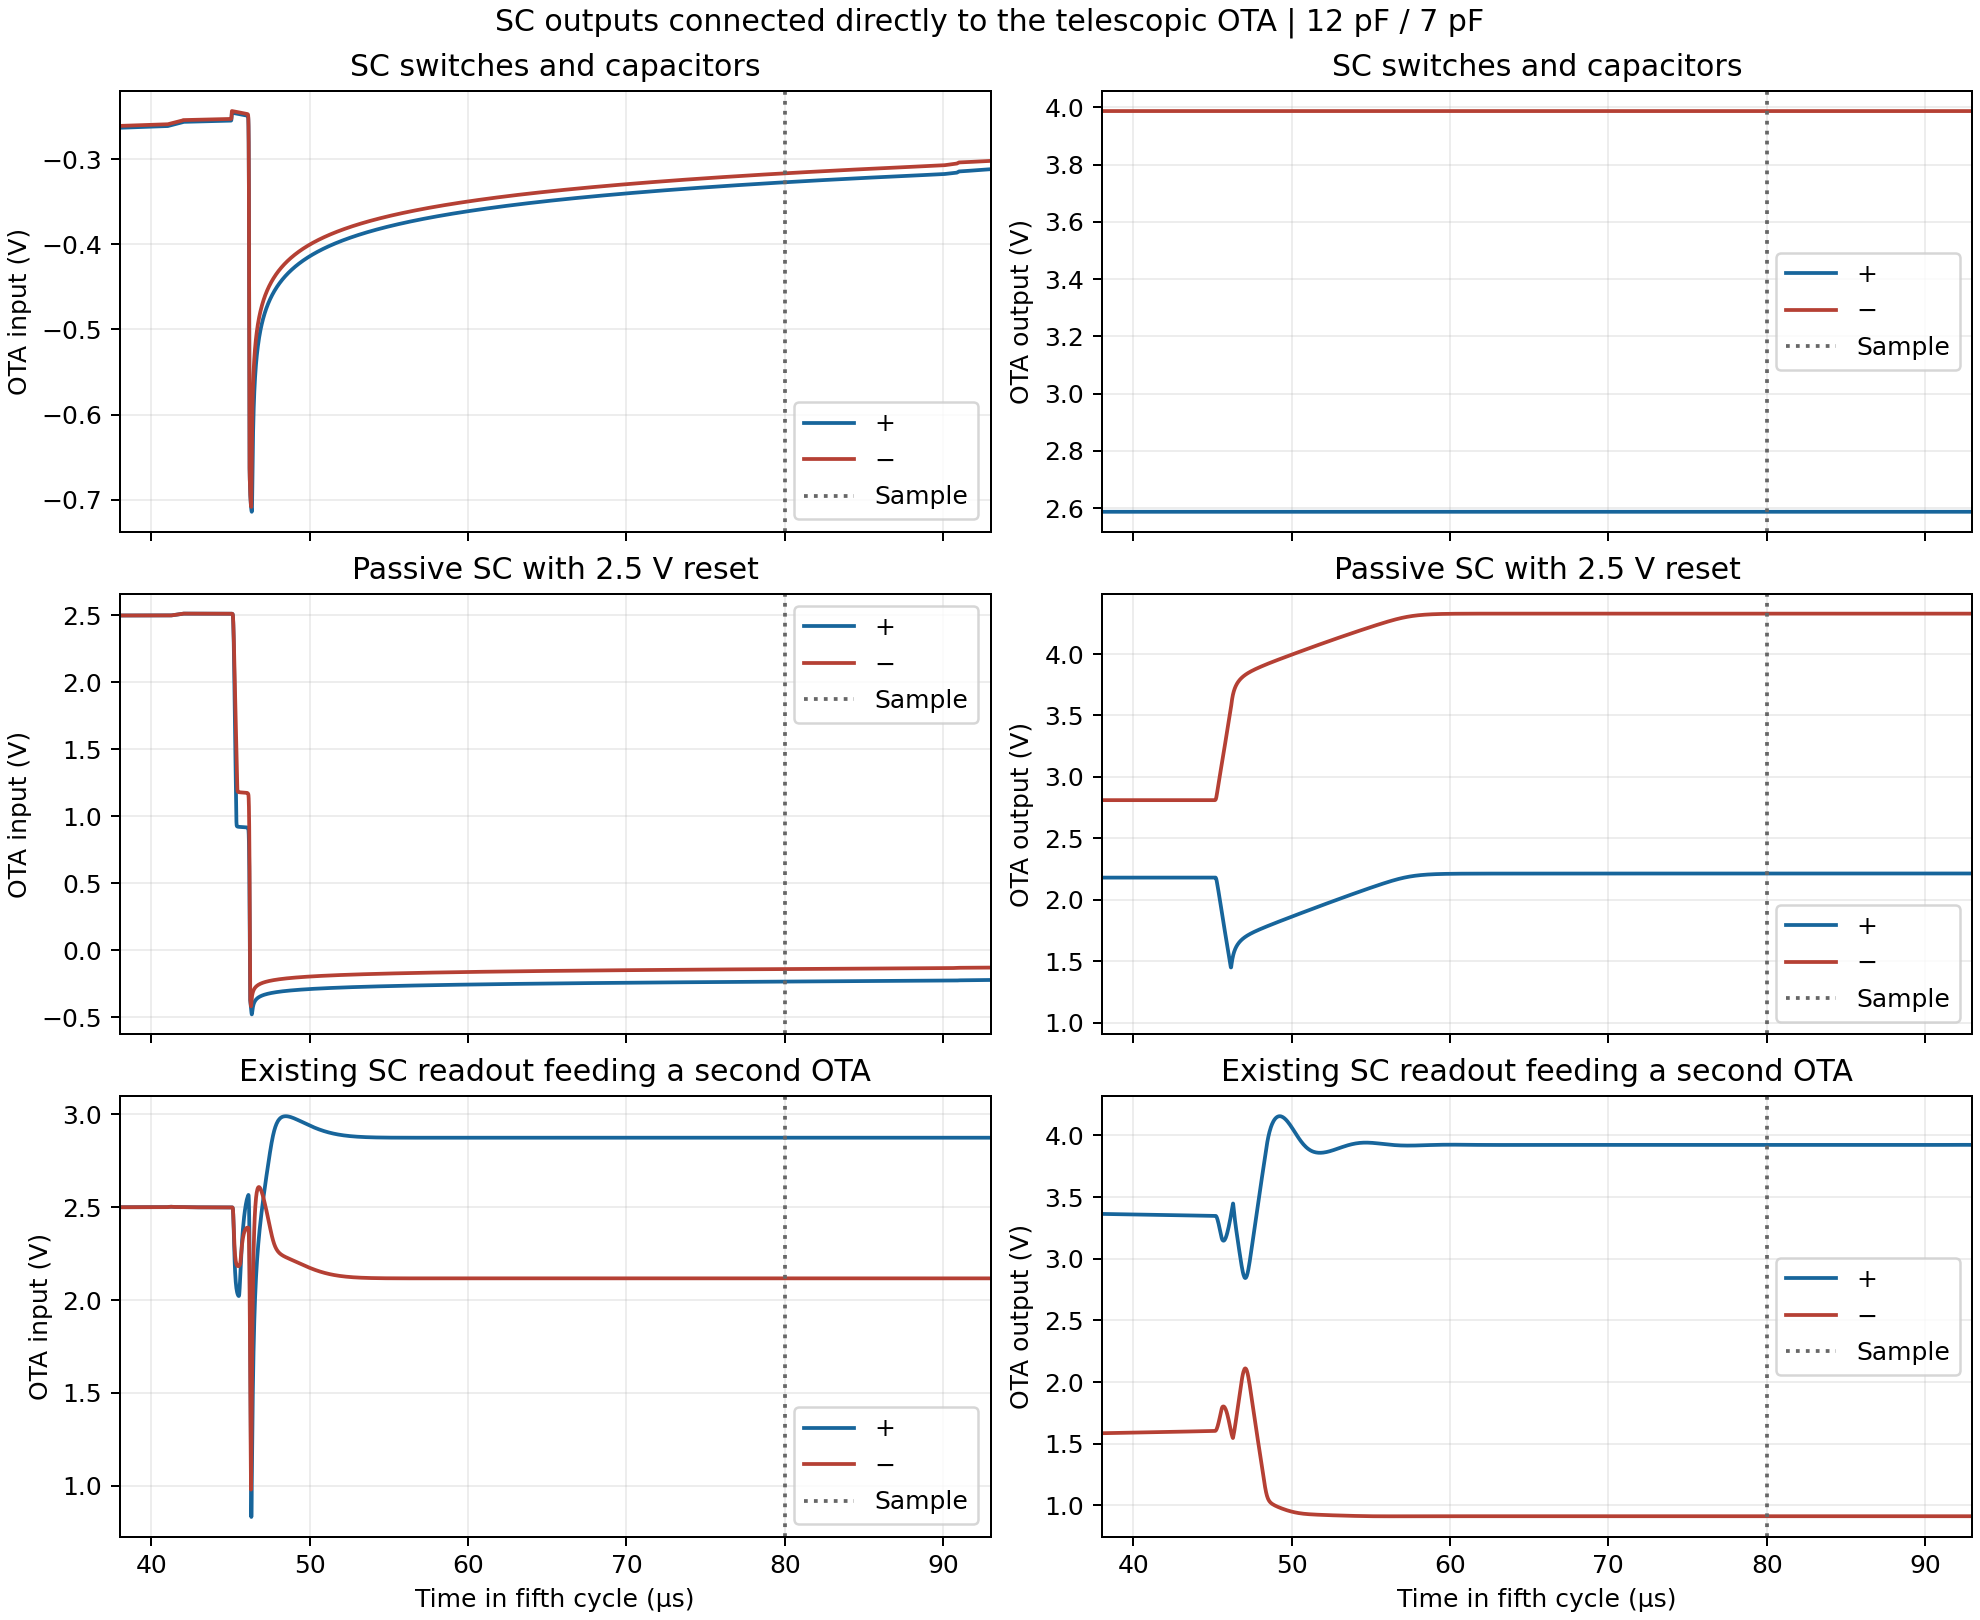 SC outputs connected directly to the telescopic OTA | 12 pF / 7 pF
SC switches and capacitors
OTA input (V)
−0.3
−0.4
−0.5
−0.6
−0.7
+
−
Sample
SC switches and capacitors
OTA output (V)
4.0
3.8
3.6
3.4
3.2
3.0
2.8
2.6
+
−
Sample
Passive SC with 2.5 V reset
OTA input (V)
2.5
2.0
1.5
1.0
0.5
0.0
−0.5
+
−
Sample
Passive SC with 2.5 V reset
OTA output (V)
4.0
3.5
3.0
2.5
2.0
1.5
1.0
+
−
Sample
Existing SC readout feeding a second OTA
OTA input (V)
3.0
2.5
2.0
1.5
1.0
+
−
Sample
40 50 60 70 80 90
Time in fifth cycle (μs)
Existing SC readout feeding a second OTA
OTA output (V)
4.0
3.5
3.0
2.5
2.0
1.5
1.0
+
−
Sample
40 50 60 70 80 90
Time in fifth cycle (μs)